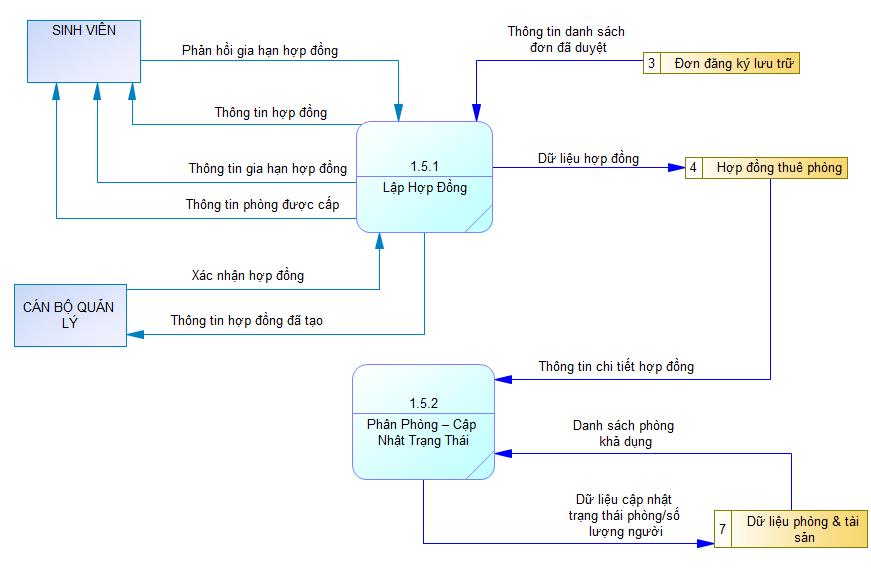 SINH VIÊN
Phản hồi gia hạn hợp đồng
Thông tin danh sách
đơn đã duyệt
3 Đơn đăng ký lưu trữ
Thông tin hợp đồng
1.5.1
Lập Hợp Đồng
Dữ liệu hợp đồng
4 Hợp đồng thuê phòng
Thông tin gia hạn hợp đồng
Thông tin phòng được cấp
Xác nhận hợp đồng
CÁN BỘ QUẢN
LÝ
Thông tin hợp đồng đã tạo
Thông tin chi tiết hợp đồng
1.5.2
Phân Phòng – Cập
Nhật Trạng Thái
Danh sách phòng
khả dụng
Dữ liệu cập nhật
trạng thái phòng/số
lượng người
7 Dữ liệu phòng & tài
sản